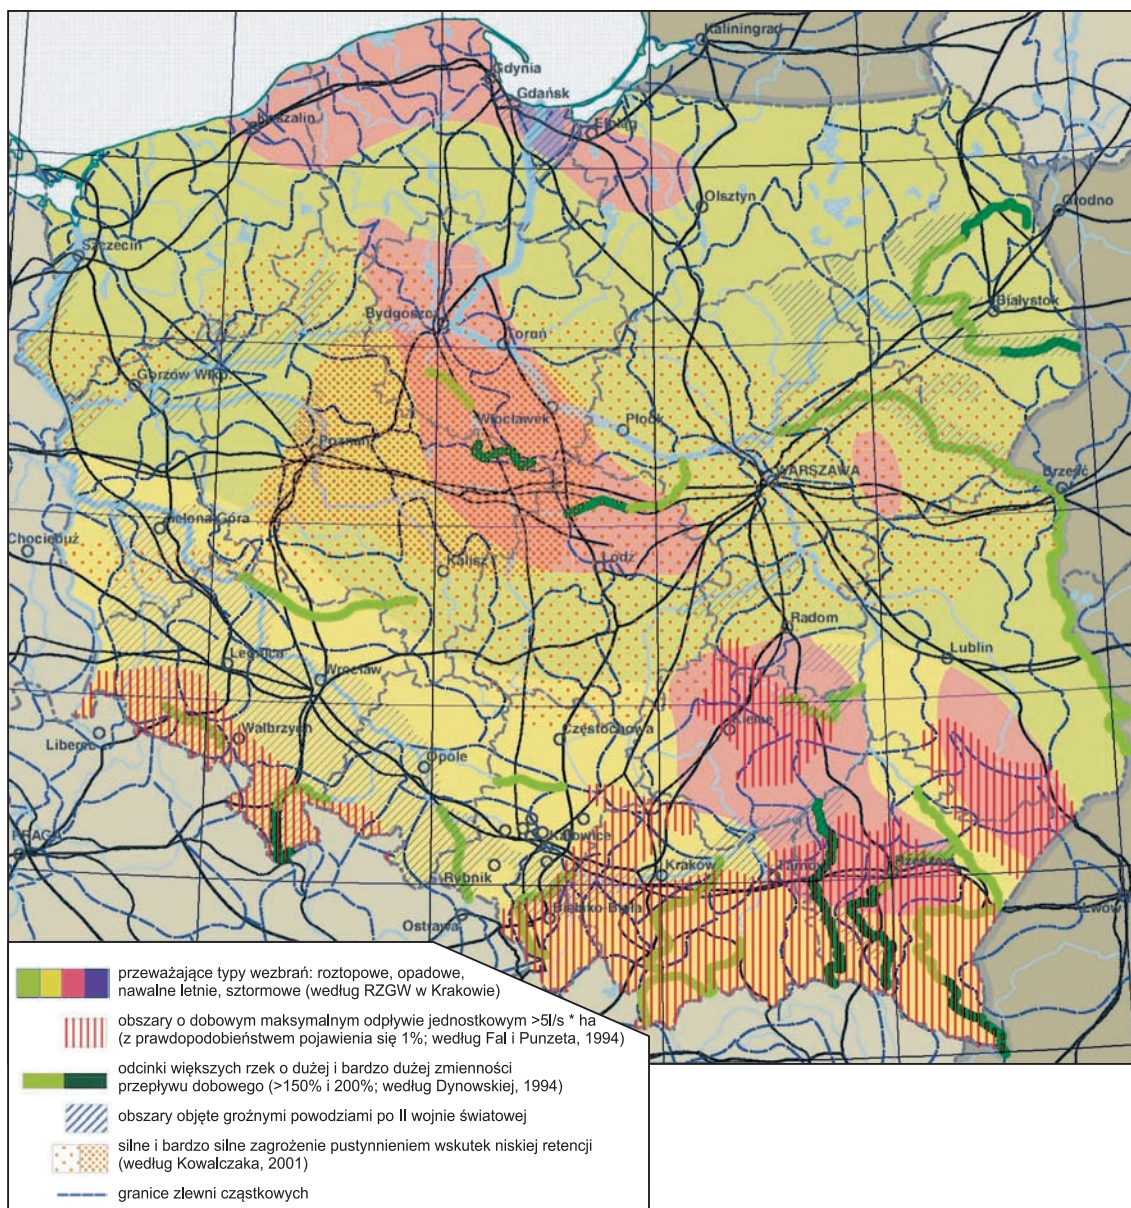 Kaliningrad
Gdynia
Gdańsk
Koszalin
Elbląg
Olsztyn
Grodno
Szczecin
Białystok
Bydgoszcz
Toruń
Gorzów Wlkp.
Włocławek
Płock
Poznań
WARSZAWA
Brześć
Zielona Góra
Chociebuż
Kalisz
Łódź
Radom
Lublin
Legnica
Wrocław
Kielce
Liberec
Wałbrzych
Częstochowa
Opole
PRAGA
Katowice
Kraków
Tarnów
Rzeszów
Rybnik
Lwów
Ostrawa
Bielsko-Biała
przeważające typy wezbrań: roztopowe, opadowe,
nawalne letnie, sztormowe (według RZGW w Krakowie)
obszary o dobowym maksymalnym odpływie jednostkowym >5l/s * ha
(z prawdopodobieństwem pojawienia się 1%; według Fal i Punzeta, 1994)
odcinki większych rzek o dużej i bardzo dużej zmienności
przepływu dobowego (>150% i 200%; według Dynowskiej, 1994)
obszary objęte groźnymi powodziami po II wojnie światowej
silne i bardzo silne zagrożenie pustynnieniem wskutek niskiej retencji
(według Kowalczaka, 2001)
granice zlewni cząstkowych